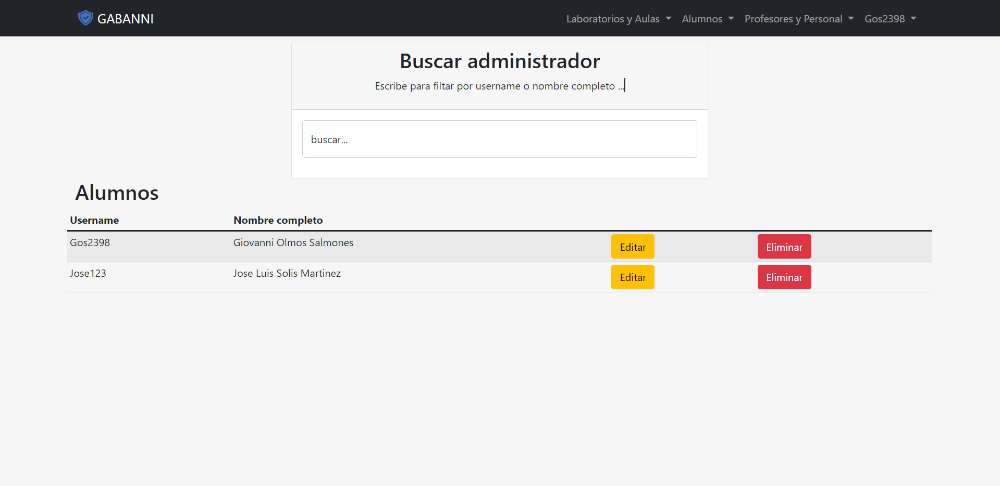 GABANNI
Laboratorios y Aulas Alumnos Profesores y Personal Gos2398
Buscar administrador
Escribe para filtar por username o nombre completo ...
buscar...
Alumnos
Username Nombre completo
Gos2398 Giovanni Olmos Salmones Editar Eliminar
Jose123 Jose Luis Solis Martinez Editar Eliminar